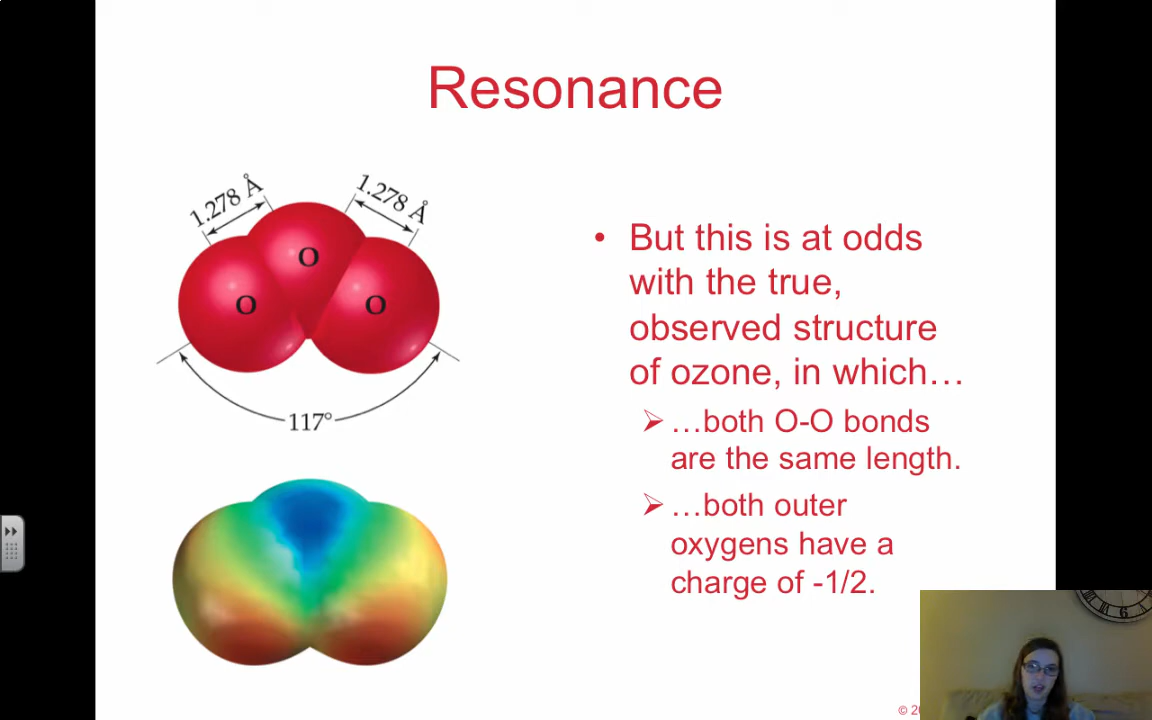 Resonance
1.278 Å
1.278 Å
O
O
O
117°
• But this is at odds
with the true,
observed structure
of ozone, in which…
➢ …both O-O bonds
are the same length.
➢ …both outer
oxygens have a
charge of -1/2.
6
©